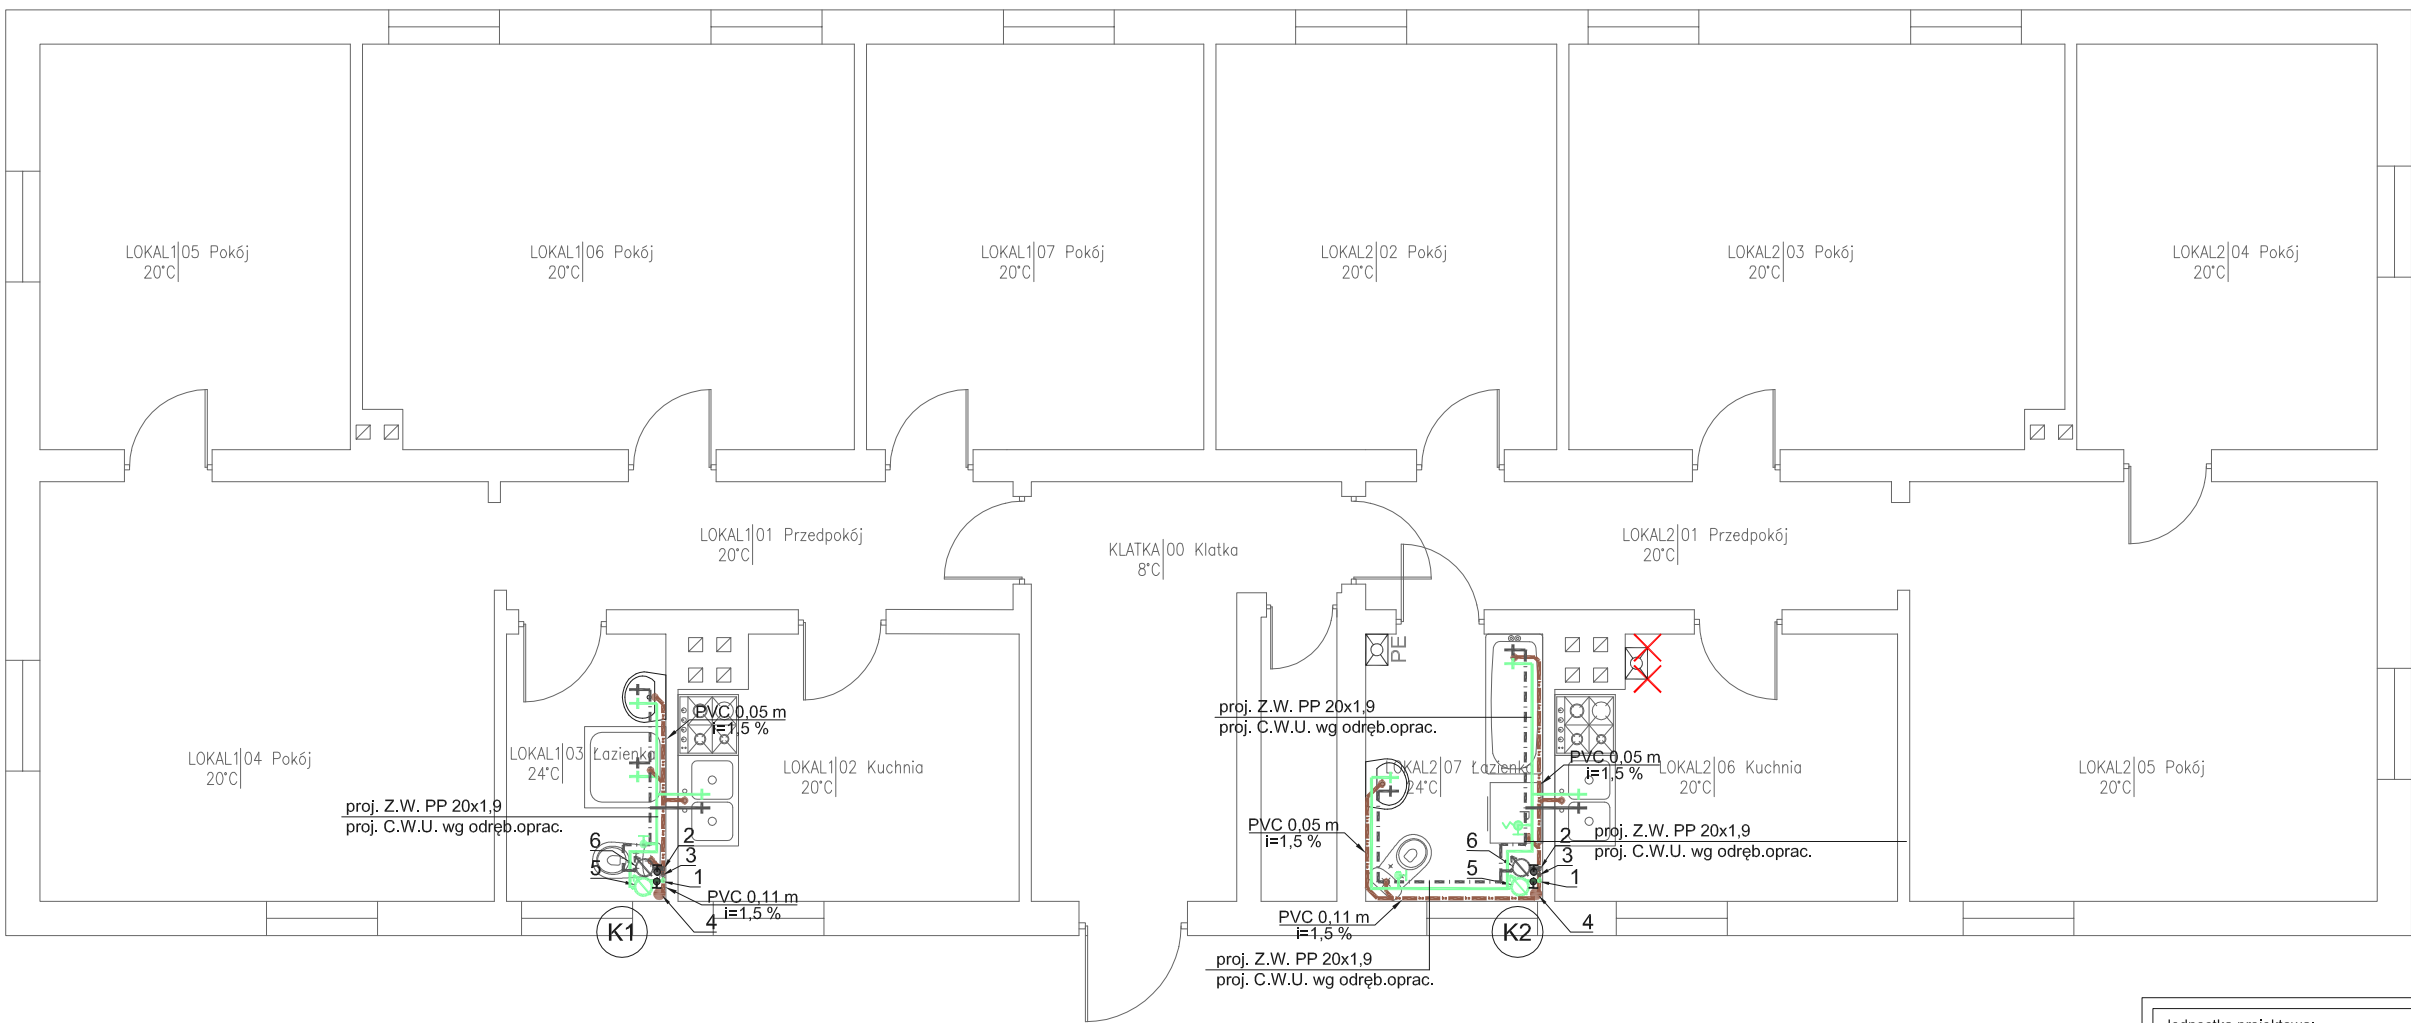 LOKAL1|05 Pokój
20°C
LOKAL1|06 Pokój
20°C
LOKAL1|07 Pokój
20°C
LOKAL2|02 Pokój
20°C
LOKAL2|03 Pokój
20°C
LOKAL2|04 Pokój
20°C
LOKAL1|01 Przedpokój
20°C
KLATKA|00 Klatka
8°C
LOKAL2|01 Przedpokój
20°C
LOKAL1|04 Pokój
20°C
LOKAL1|03 Łazienka
24°C
LOKAL1|02 Kuchnia
20°C
PVC 0,05 m
i=1,5 %
proj. Z.W. PP 20x1,9
proj. C.W.U. wg odręb.oprac.
6
5
2
3
1
PVC 0,11 m
i=1,5 %
4
K1
PE
proj. Z.W. PP 20x1,9
proj. C.W.U. wg odręb.oprac.
LOKAL2|07 Łazienka
24°C
PVC 0,05 m
i=1,5 %
LOKAL2|06 Kuchnia
20°C
LOKAL2|05 Pokój
20°C
PVC 0,05 m
i=1,5 %
proj. Z.W. PP 20x1,9
proj. C.W.U. wg odręb.oprac.
6
5
2
3
1
4
PVC 0,11 m
i=1,5 %
K2
proj. Z.W. PP 20x1,9
proj. C.W.U. wg odręb.oprac.